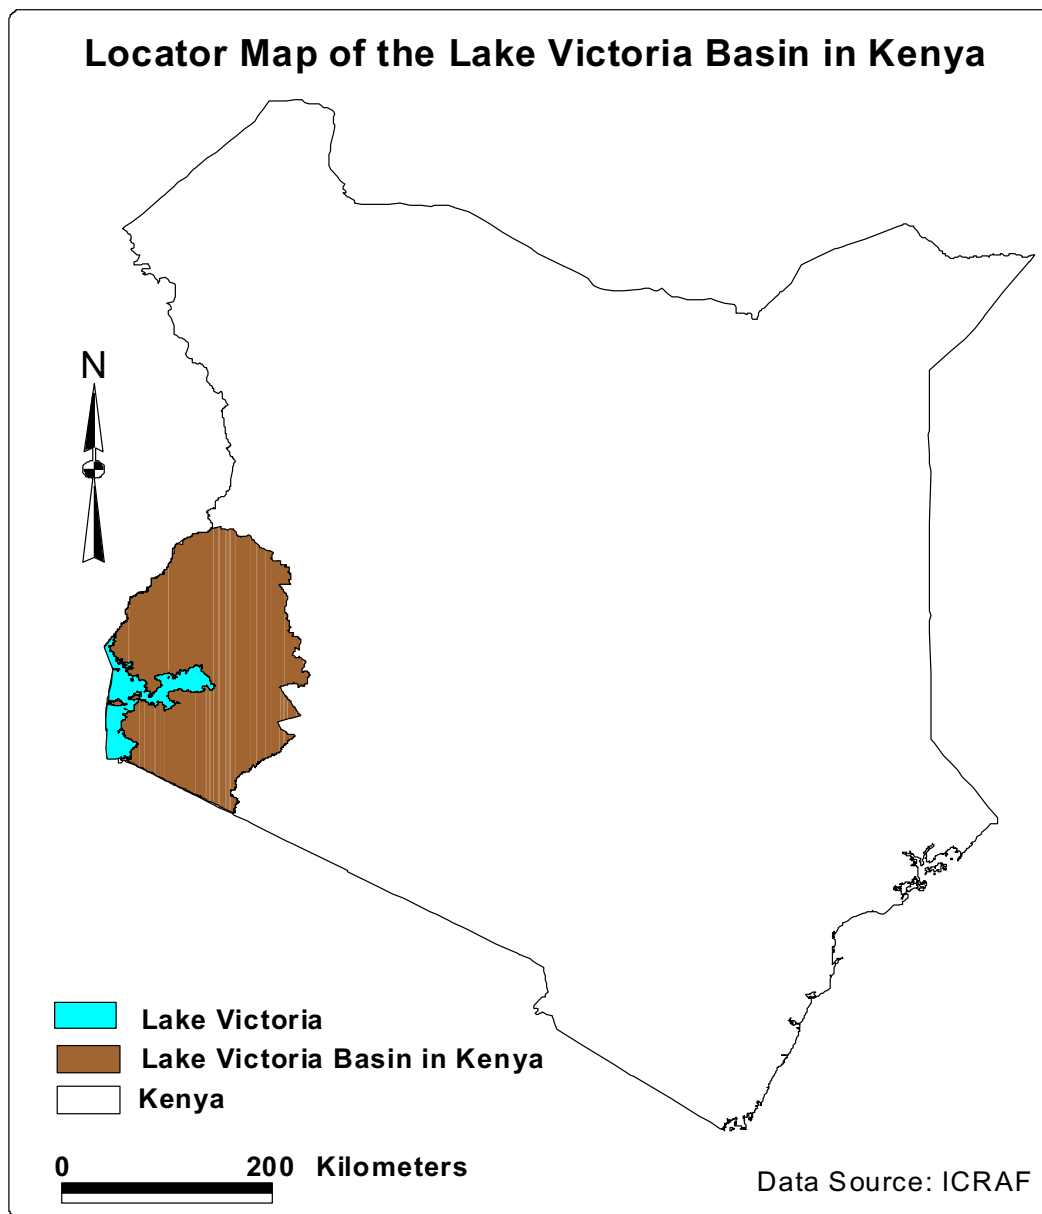 Locator Map of the Lake Victoria Basin in Kenya
N
Lake Victoria
Lake Victoria Basin in Kenya
Kenya
0 200 Kilometers
Data Source: ICRAF